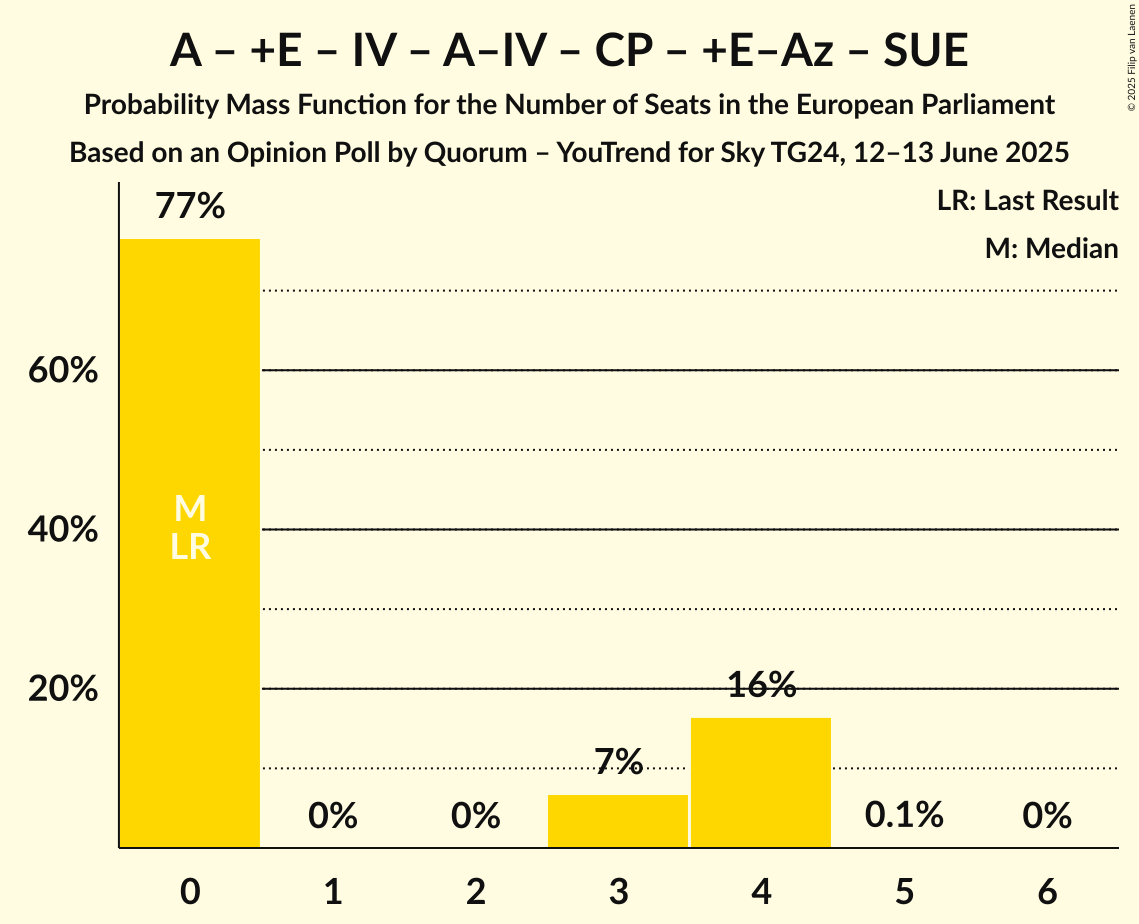 A – +E – IV – A–IV – CP – +E–Az – SUE
Probability Mass Function for the Number of Seats in the European Parliament
Based on an Opinion Poll by Quorum – YouTrend for Sky TG24, 12–13 June 2025
© 2025 Filip van Laenen
LR: Last Result
M: Median
77%
60%
40%
20%
M
LR
0%
0%
7%
16%
0.1%
0%
0
1
2
3
4
5
6